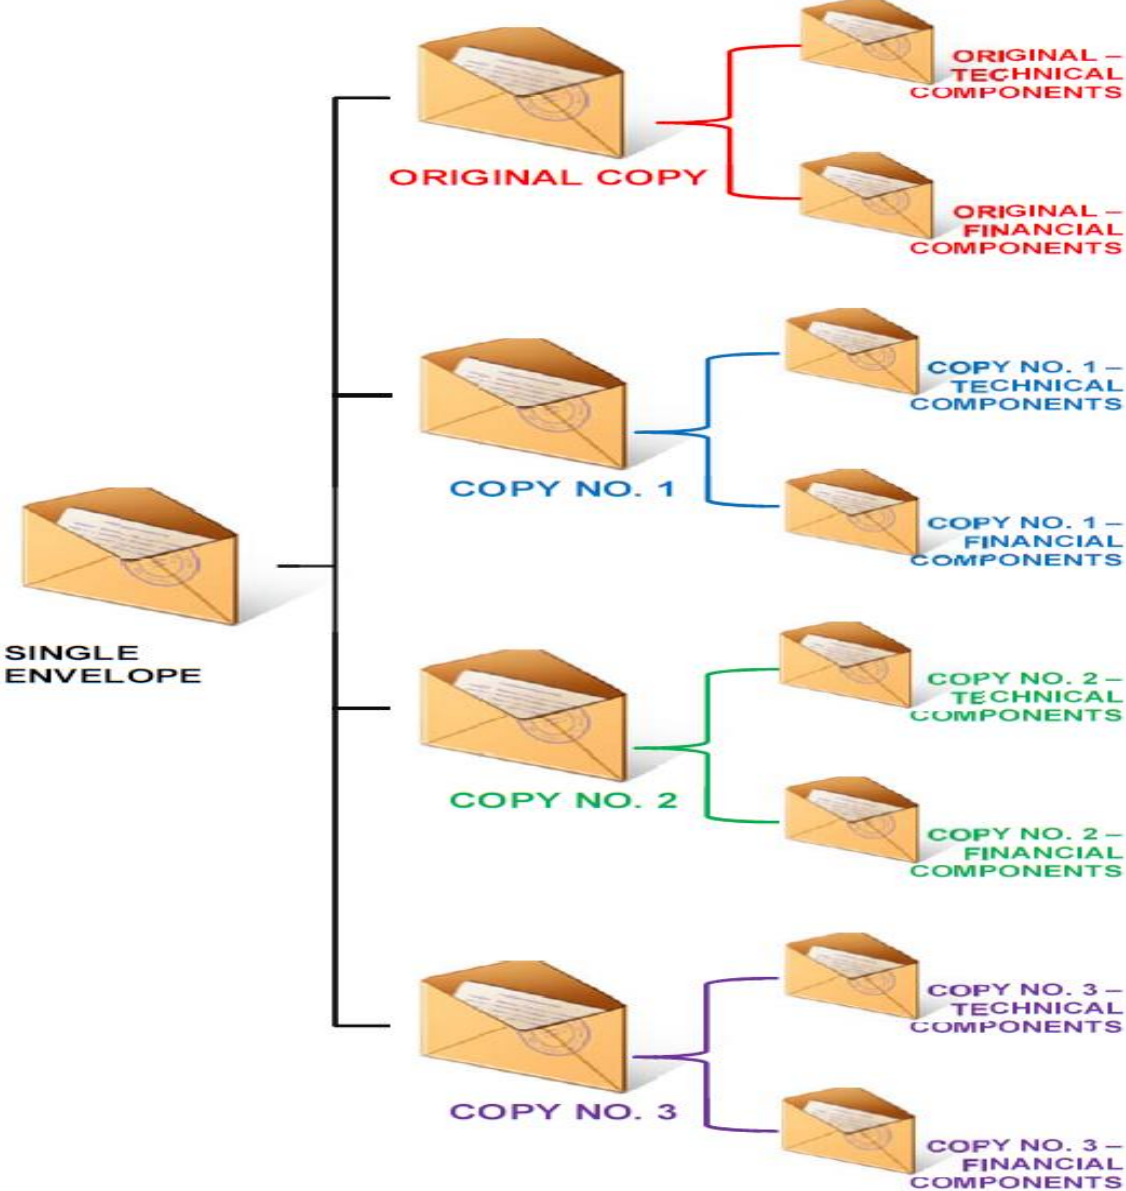 ORIGINAL –
TECHNICAL
COMPONENTS
ORIGINAL COPY
ORIGINAL –
FINANCIAL
COMPONENTS
COPY NO. 1 –
TECHNICAL
COMPONENTS
COPY NO. 1
COPY NO. 1 –
FINANCIAL
COMPONENTS
SINGLE
ENVELOPE
COPY NO. 2 –
TECHNICAL
COMPONENTS
COPY NO. 2
COPY NO. 2 –
FINANCIAL
COMPONENTS
COPY NO. 3 –
TECHNICAL
COMPONENTS
COPY NO. 3
COPY NO. 3 –
FINANCIAL
COMPONENTS